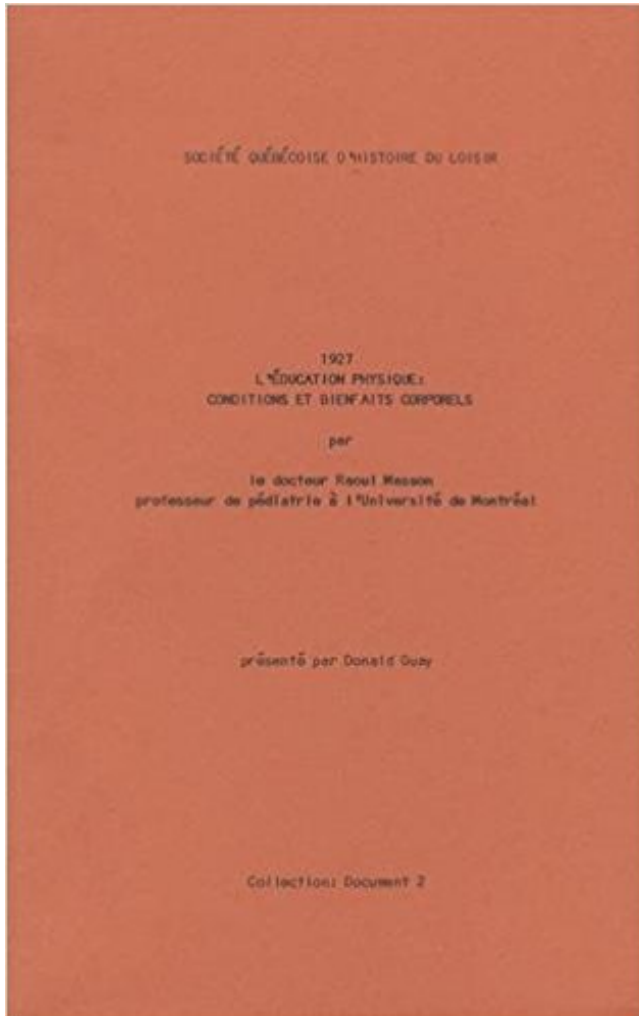 SOCIÉTÉ QUÉBÉCOISE D'HISTOIRE DU LOISIR
1927
L'ÉDUCATION PHYSIQUE:
CONDITIONS ET BIENFAITS CORPORELS
par
le docteur Raoul Masson
professeur de pédiatrie à l'Université de Montréal
présenté par Donald Guay
Collection: Document 2